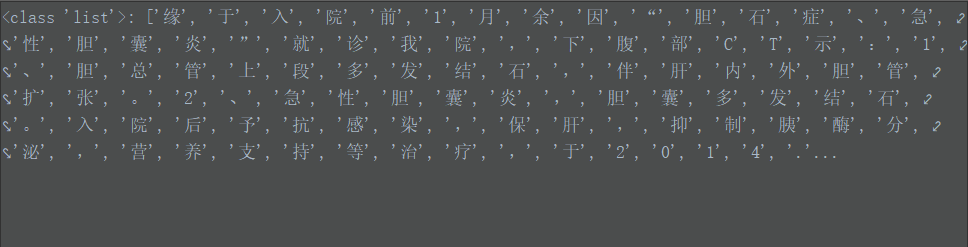 <class 'list'>: ['缘', '于', '入', '院', '前', '1', '月', '余', '因', '“', '胆', '石', '症', '、', '急',
'性', '胆', '囊', '炎', '”', '就', '诊', '我', '院', ',', '下', '腹', '部', 'C', 'T', '示', ':', '1',
'、', '胆', '总', '管', '上', '段', '多', '发', '结', '石', ',', '伴', '肝', '内', '外', '胆', '管',
'扩', '张', '。', '2', '、', '急', '性', '胆', '囊', '炎', ',', '胆', '囊', '多', '发', '结', '石',
'。', '入', '院', '后', '予', '抗', '感', '染', ',', '保', '肝', ',', '抑', '制', '胰', '酶', '分',
'泌', ',', '营', '养', '支', '持', '等', '治', '疗', ',', '于', '2', '0', '1', '4', '.'...